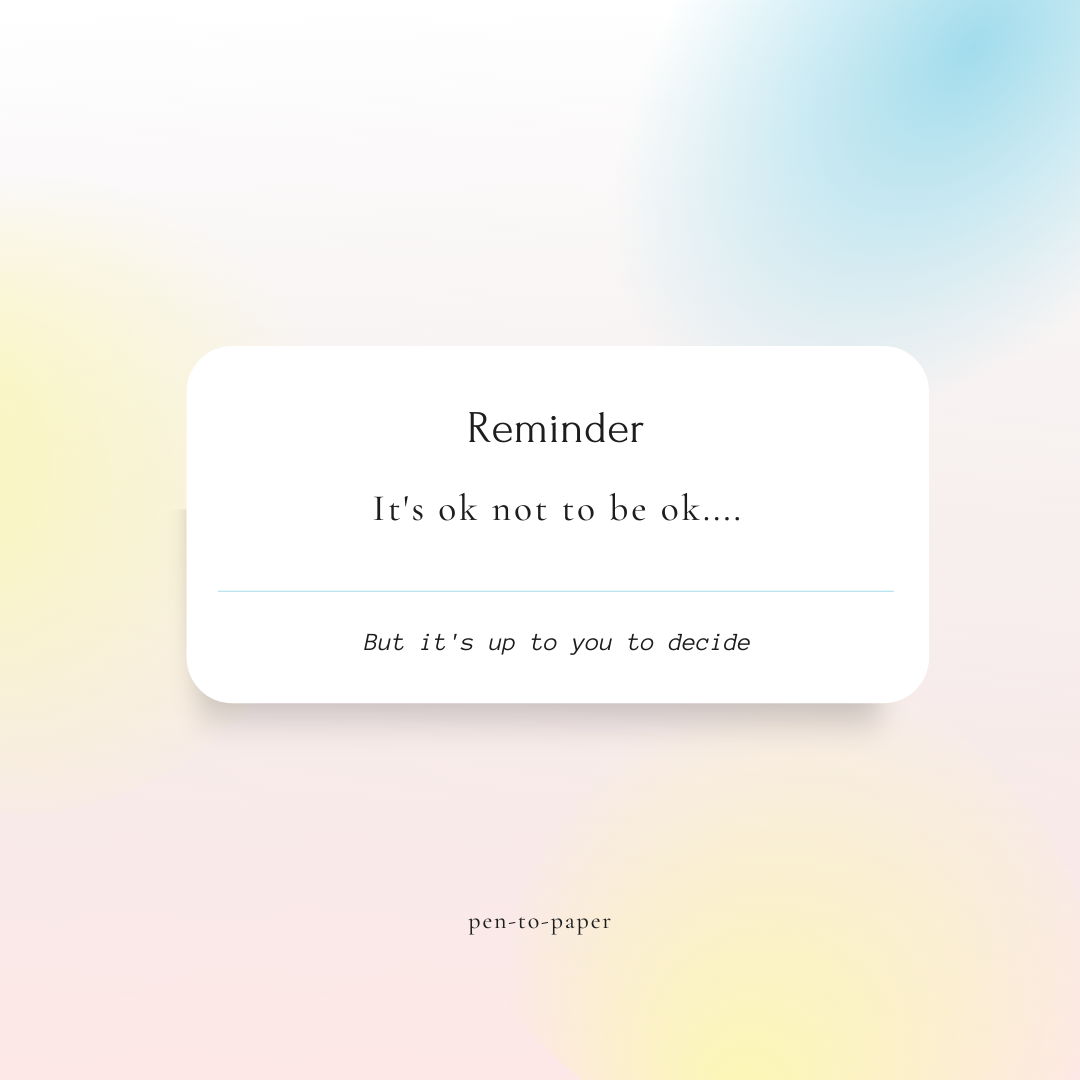 Reminder
It's ok not to be ok....
But it's up to you to decide
pen-to-paper